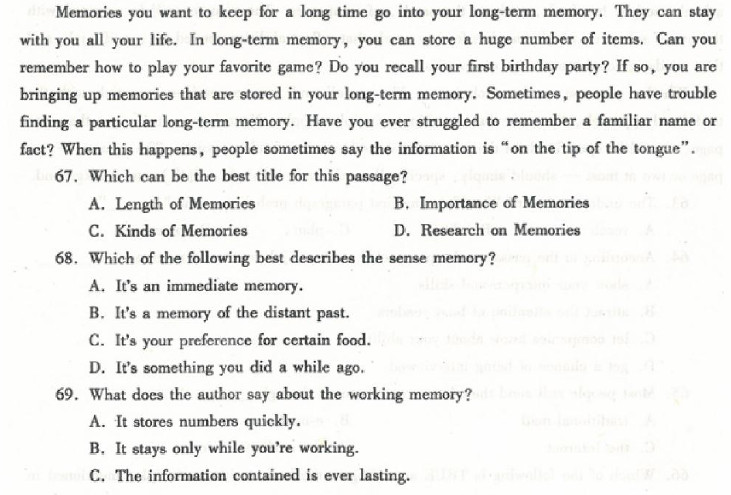 Memories you want to keep for a long time go into your long-term memory. They can stay
with you all your life. In long-term memory, you can store a huge number of items. Can you
remember how to play your favorite game? Do you recall your first birthday party? If so, you are
bringing up memories that are stored in your long-term memory. Sometimes, people have trouble
finding a particular long-term memory. Have you ever struggled to remember a familiar name or
fact? When this happens, people sometimes say the information is "on the tip of the tongue".
67. Which can be the best title for this passage?
A. Length of Memories B. Importance of Memories
C. Kinds of Memories D. Research on Memories
68. Which of the following best describes the sense memory?
A. It's an immediate memory.
B. It's a memory of the distant past.
C. It's your preference for certain food.
D. It's something you did a while ago.
69. What does the author say about the working memory?
A. It stores numbers quickly.
B. It stays only while you're working.
C. The information contained is ever lasting.